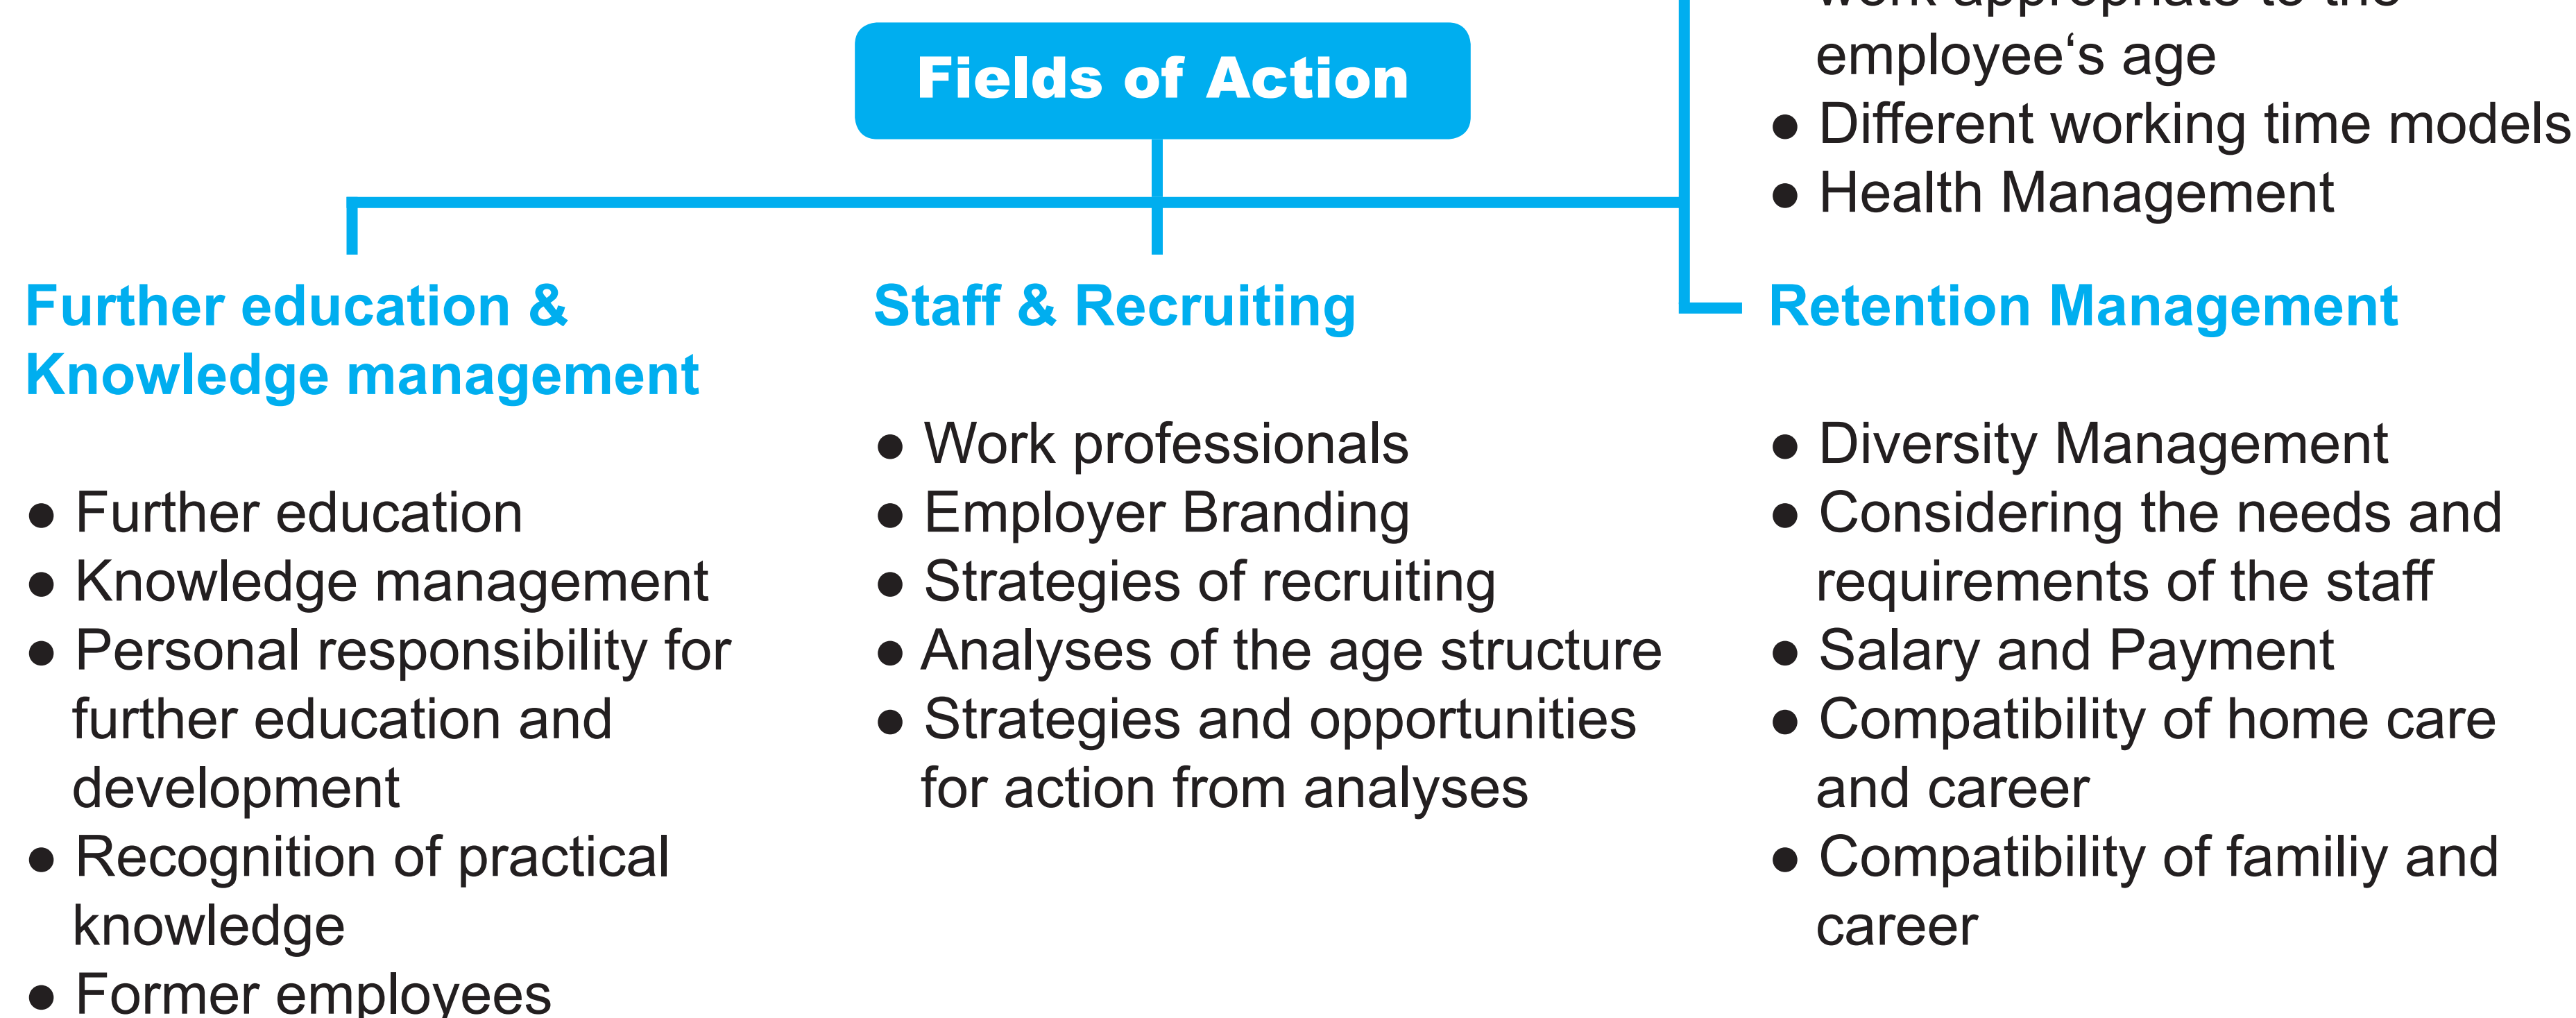 work appropriate to the
employee‘s age
● Different working time models
● Health Management
Fields of Action
Further education &
Knowledge management
● Further education
● Knowledge management
● Personal responsibility for
further education and
development
● Recognition of practical
knowledge
● Former employees
Staff & Recruiting
● Work professionals
● Employer Branding
● Strategies of recruiting
● Analyses of the age structure
● Strategies and opportunities
for action from analyses
Retention Management
● Diversity Management
● Considering the needs and
requirements of the staff
● Salary and Payment
● Compatibility of home care
and career
● Compatibility of familiy and
career